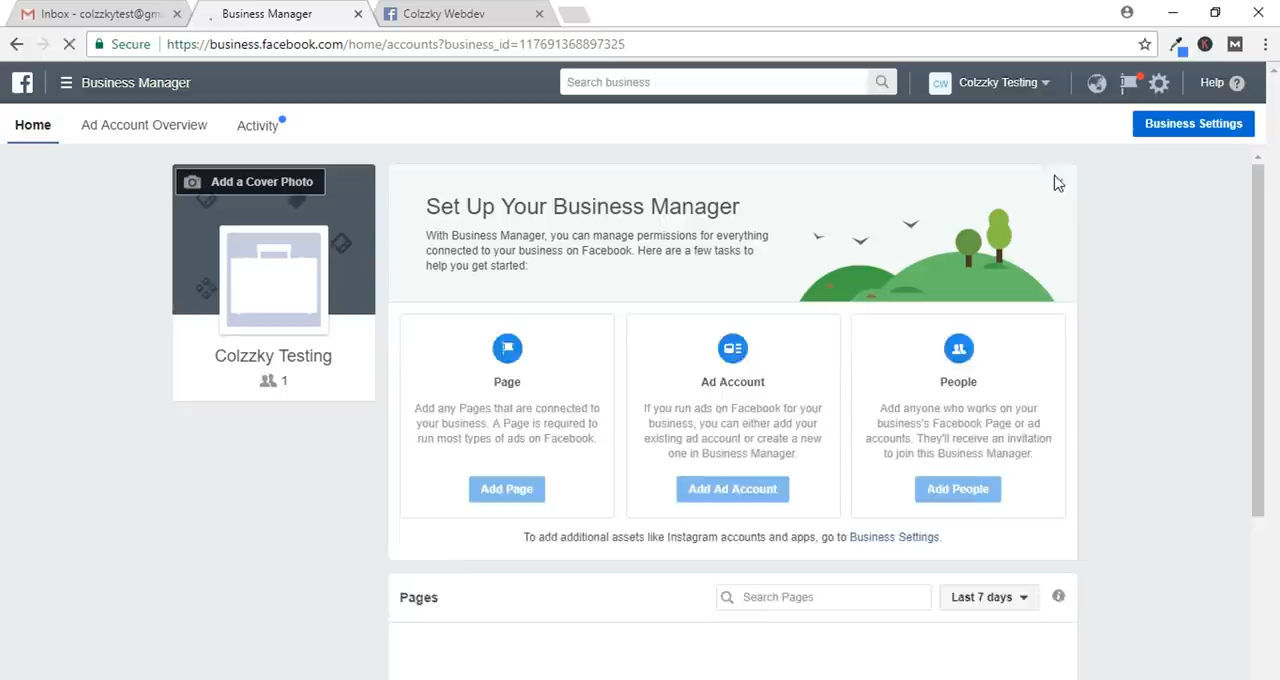 Inbox - colzzkytest@gm
Business Manager
Colzzky Webdev
Secure
https://business.facebook.com/home/accounts?business_id=117691368897325
Business Manager
Search business
CW
Colzzky Testing
Help
Home
Ad Account Overview
Activity
Business Settings
Add a Cover Photo
Colzzky Testing
1
Set Up Your Business Manager
With Business Manager, you can manage permissions for everything
connected to your business on Facebook. Here are a few tasks to
help you get started:
Page
Add any Pages that are connected to
your business. A Page is required to
run most types of ads on Facebook.
Add Page
Ad Account
If you run ads on Facebook for your
business, you can either add your
existing ad account or create a new
one in Business Manager.
Add Ad Account
People
Add anyone who works on your
business's Facebook Page or ad
accounts. They'll receive an invitation
to join this Business Manager.
Add People
To add additional assets like Instagram accounts and apps, go to Business Settings.
Pages
Search Pages
Last 7 days